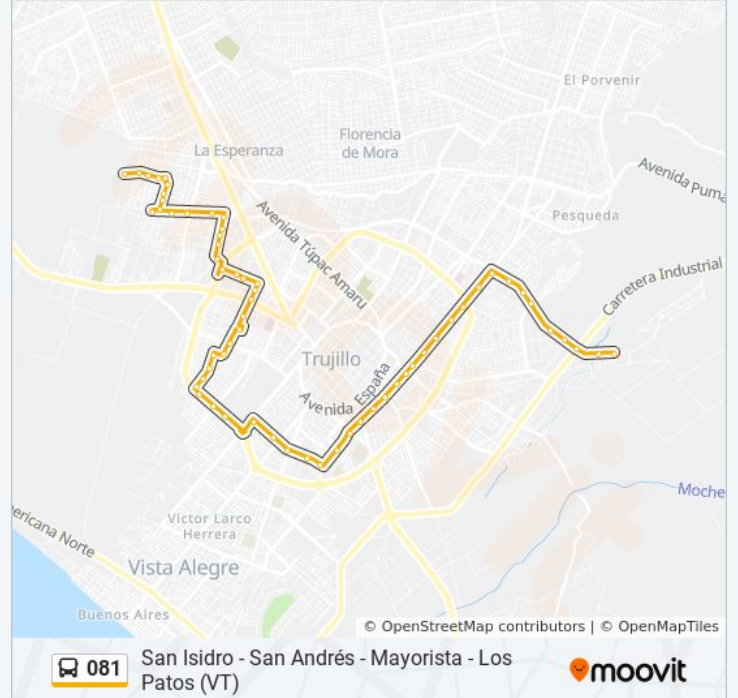 El Porvenir
Florencia
de Mora
La Esperanza
Avenida Puma
Pesqueda
Avenida Túpac Amaru
Carretera Industrial
Trujillo
Avenida España
Moche
ericana Norte
Victor Larco
Herrera
Vista Alegre
Buenos Aires
© OpenStreetMap contributors | © OpenMapTiles
081
San Isidro - San Andrés - Mayorista - Los
Patos (VT)
moovit